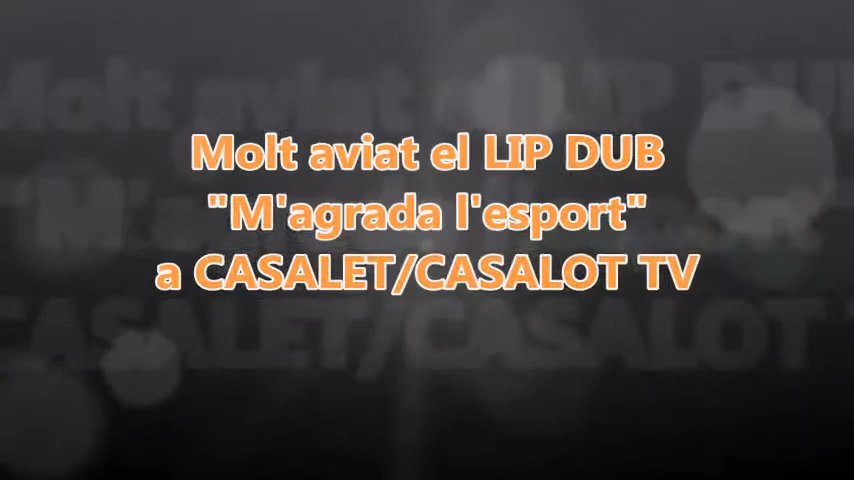 Molt aviat el LIP DUB
"M'agrada l'esport"
a CASALET/CASALOT TV